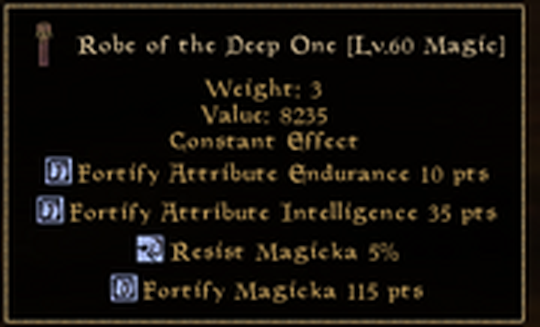 Robe of the Deep One [Lv.60 Magic]
Weight: 3
Value: 8235
Constant Effect
Fortify Attribute Endurance 10 pts
Fortify Attribute Intelligence 35 pts
Resist Magicka 5%
Fortify Magicka 115 pts